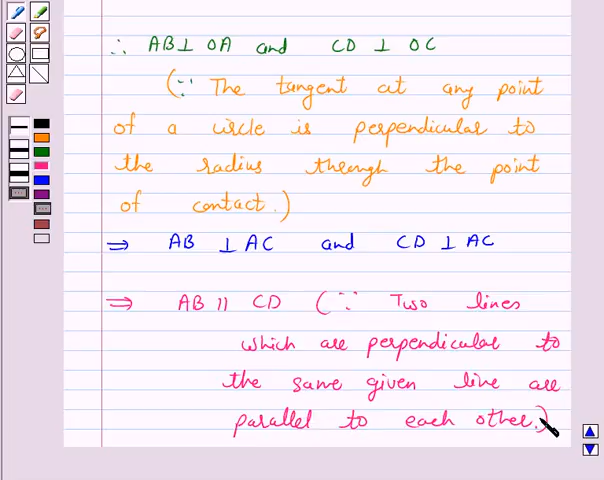 ∴ AB ⊥ OA and CD ⊥ OC
(∵ The tangent at any point
of a circle is perpendicular to
the radius through the point
of contact.)
⇒ AB ⊥ AC and CD ⊥ AC
⇒ AB || CD (∵ Two lines
which are perpendicular to
the same given line are
parallel to each other.)